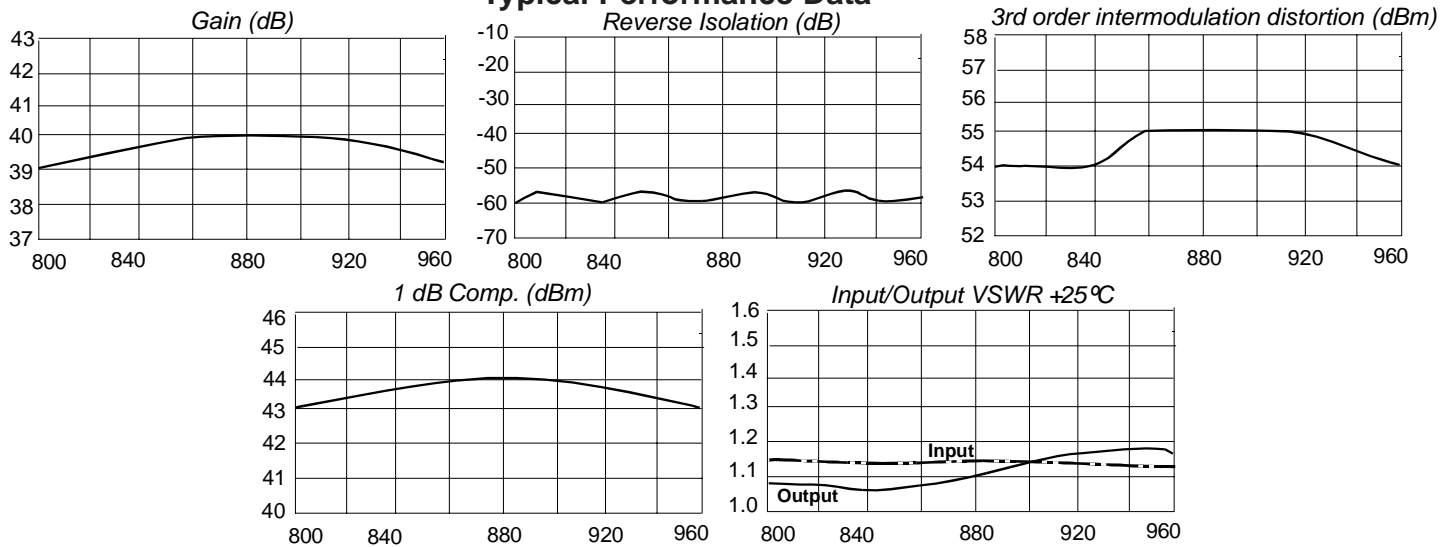 Typical Performance Data
Gain (dB)
43
42
41
40
39
38
37
800 840 880 920 960
Reverse Isolation (dB)
-10
-20
-30
-40
-50
-60
-70
800 840 880 920 960
3rd order intermodulation distortion (dBm)
58
57
56
55
54
53
52
800 840 880 920 960
1 dB Comp. (dBm)
46
45
44
43
42
41
40
800 840 880 920 960
Input/Output VSWR +25ºC
1.6
1.5
1.4
1.3
1.2
1.1
1.0
Input
Output
800 840 880 920 960